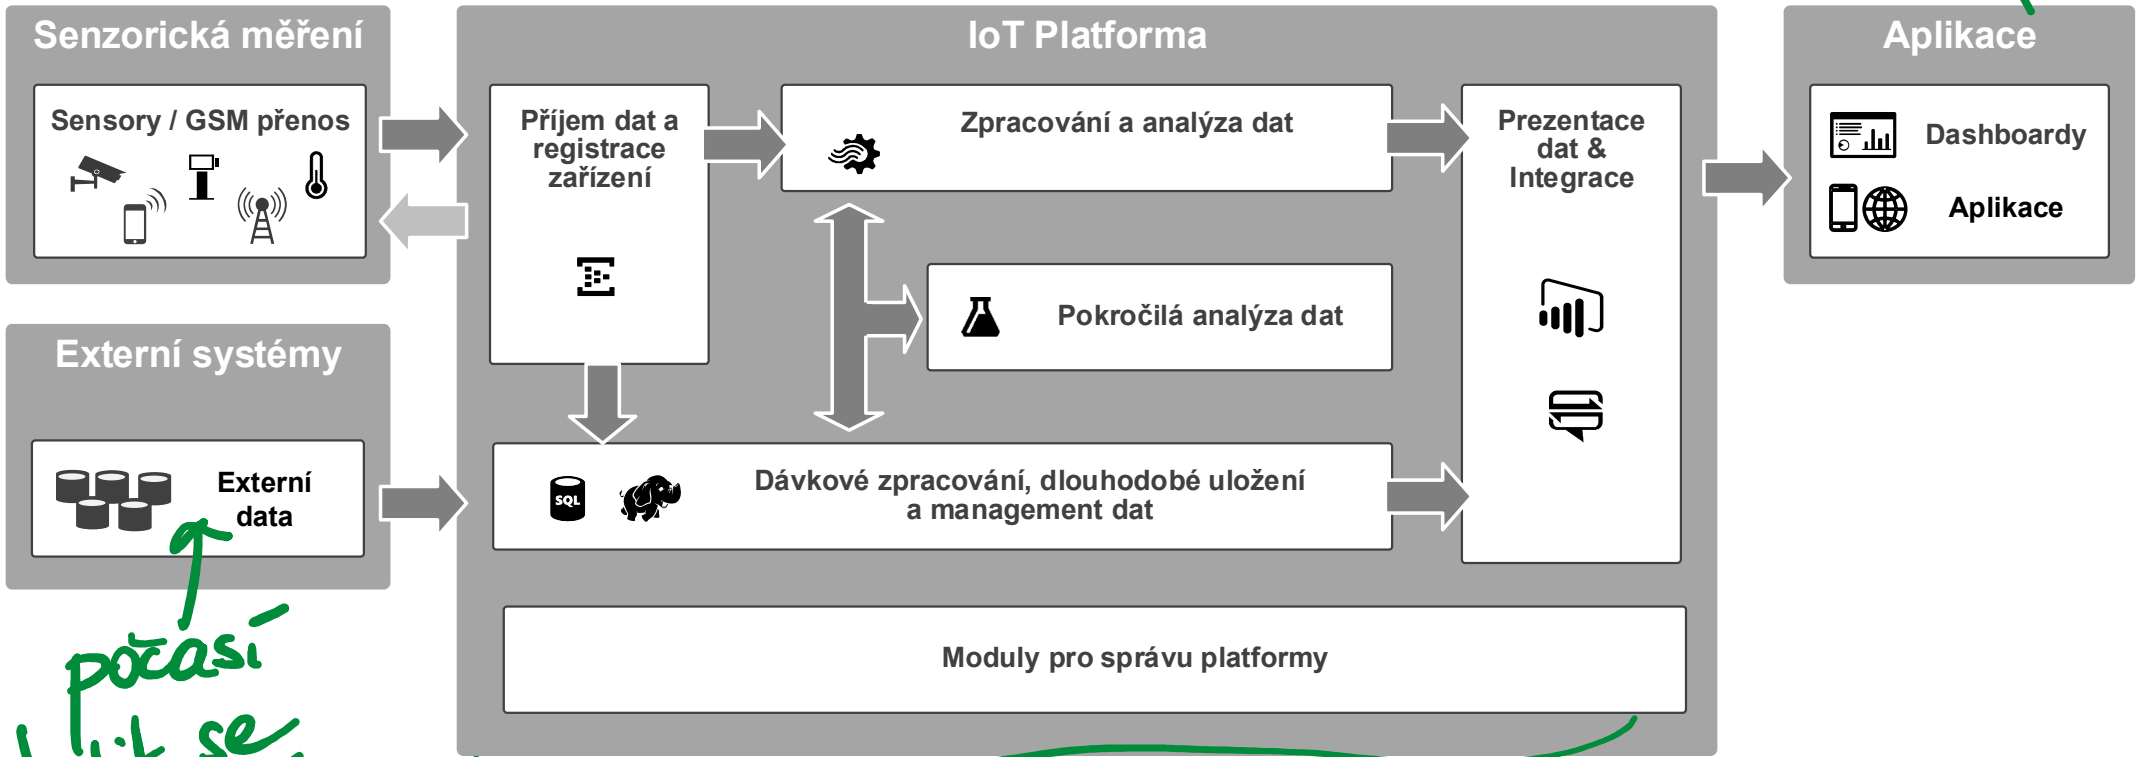 Senzorická měření
Sensory / GSM přenos
Externí systémy
Externí
data
počasí
se
IoT Platforma
Příjem dat a
registrace
zařízení
Zpracování a analýza dat
Pokročilá analýza dat
SQL
Dávkové zpracování, dlouhodobé uložení
a management dat
Moduly pro správu platformy
Prezentace
dat &
Integrace
Aplikace
Dashboardy
Aplikace